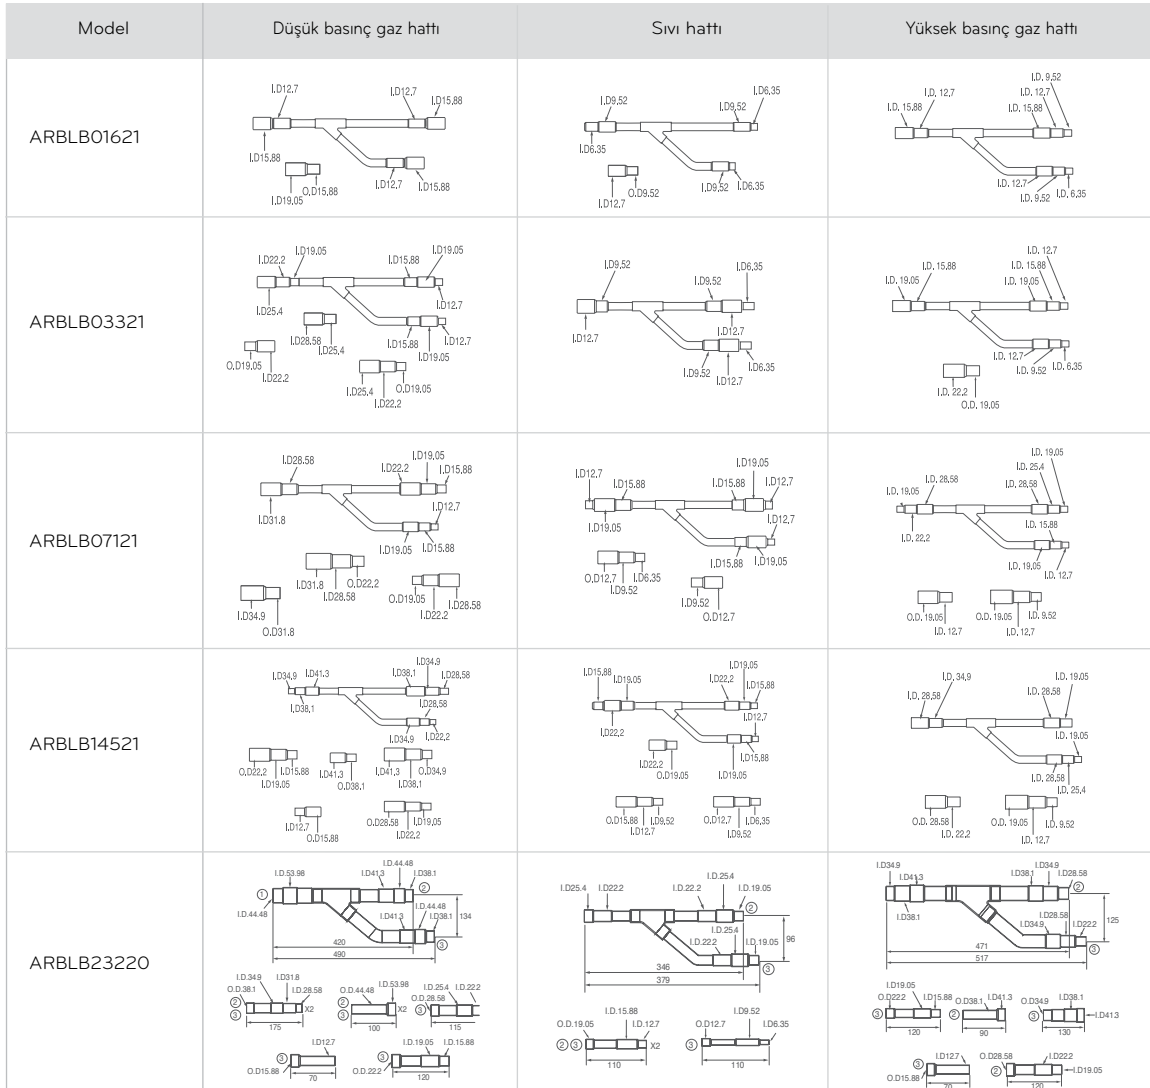 Model
Düşük basınç gaz hattı
Sıvı hattı
Yüksek basınç gaz hattı
ARBLB01621
I.D12.7
I.D12.7
I.D15.88
I.D15.88
I.D12.7
I.D15.88
O.D15.88
I.D19.05
I.D9.52
I.D9.52
I.D6.35
I.D6.35
I.D9.52
I.D6.35
O.D9.52
I.D12.7
I.D. 9.52
I.D. 12.7
I.D. 15.88
I.D. 12.7
I.D. 15.88
I.D. 12.7
I.D. 9.52
I.D. 6.35
ARBLB03321
I.D19.05
I.D22.2
I.D15.88
I.D19.05
I.D25.4
I.D12.7
I.D15.88
I.D12.7
I.D19.05
I.D28.58
I.D25.4
O.D19.05
I.D22.2
I.D25.4
I.D22.2
O.D19.05
I.D9.52
I.D6.35
I.D9.52
I.D12.7
I.D12.7
I.D9.52
I.D12.7
I.D6.35
I.D. 12.7
I.D. 15.88
I.D. 19.05
I.D. 19.05
I.D. 15.88
I.D. 12.7
I.D. 9.52
I.D. 6.35
I.D. 22.2
O.D. 19.05
ARBLB07121
I.D28.58
I.D22.2
I.D19.05
I.D15.88
I.D31.8
I.D12.7
I.D19.05
I.D15.88
I.D31.8
I.D28.58
O.D22.2
O.D19.05
I.D22.2
I.D28.58
I.D34.9
O.D31.8
I.D12.7
I.D15.88
I.D15.88
I.D19.05
I.D12.7
I.D19.05
I.D12.7
I.D15.88
I.D19.05
O.D12.7
I.D9.52
I.D6.35
I.D9.52
O.D12.7
I.D. 19.05
I.D. 25.4
I.D. 28.58
I.D. 19.05
I.D. 28.58
I.D. 22.2
I.D. 15.88
I.D. 19.05
I.D. 12.7
O.D. 19.05
I.D. 12.7
O.D. 19.05
I.D. 12.7
I.D. 9.52
ARBLB14521
I.D34.9
I.D41.3
I.D38.1
I.D38.1
I.D34.9
I.D28.58
I.D28.58
I.D34.9
I.D22.2
O.D22.2
I.D19.05
I.D15.88
I.D41.3
O.D38.1
I.D41.3
I.D38.1
O.D34.9
I.D12.7
O.D15.88
O.D28.58
I.D22.2
I.D19.05
I.D15.88
I.D19.05
I.D22.2
I.D22.2
I.D19.05
I.D15.88
I.D12.7
I.D15.88
I.D19.05
I.D22.2
O.D19.05
O.D15.88
I.D12.7
I.D9.52
O.D12.7
I.D9.52
I.D6.35
I.D. 34.9
I.D. 28.58
I.D. 28.58
I.D. 19.05
I.D. 19.05
I.D. 28.58
I.D. 25.4
O.D. 28.58
I.D. 22.2
O.D. 19.05
I.D. 12.7
I.D. 9.52
ARBLB23220
①
I.D.53.98
I.D.44.48
I.D41.3
I.D.44.48
I.D38.1
②
I.D41.3
I.D.44.48
I.D38.1
③
134
420
490
I.D.34.9
I.D31.8
O.D.38.1
I.D.28.58
②
③
X2
175
I.D.53.98
O.D.44.48
②
③
100
I.D.25.4
I.D.22.2
O.D.28.58
③
115
③
I.D12.7
O.D15.88
70
②
I.D.19.05
I.D.15.88
O.D.22.2
120
I.D25.4
I.D22.2
I.D.22.2
I.D.25.4
I.D.19.05
②
I.D.22.2
I.D.25.4
I.D.19.05
③
96
346
379
I.D.15.88
O.D.19.05
I.D.12.7
② ③
X2
110
I.D9.52
O.D12.7
I.D6.35
③
110
I.D34.9
I.D41.3
I.D38.1
I.D38.1
I.D34.9
I.D28.58
②
I.D34.9
I.D28.58
I.D22.2
③
125
471
517
I.D19.05
O.D22.2
I.D15.88
③
120
O.D38.1
I.D41.3
②
90
O.D34.9
I.D38.1
③
I.D41.3
130
③
I.D12.7
O.D15.88
70
O.D28.58
I.D22.2
②
I.D19.05
120